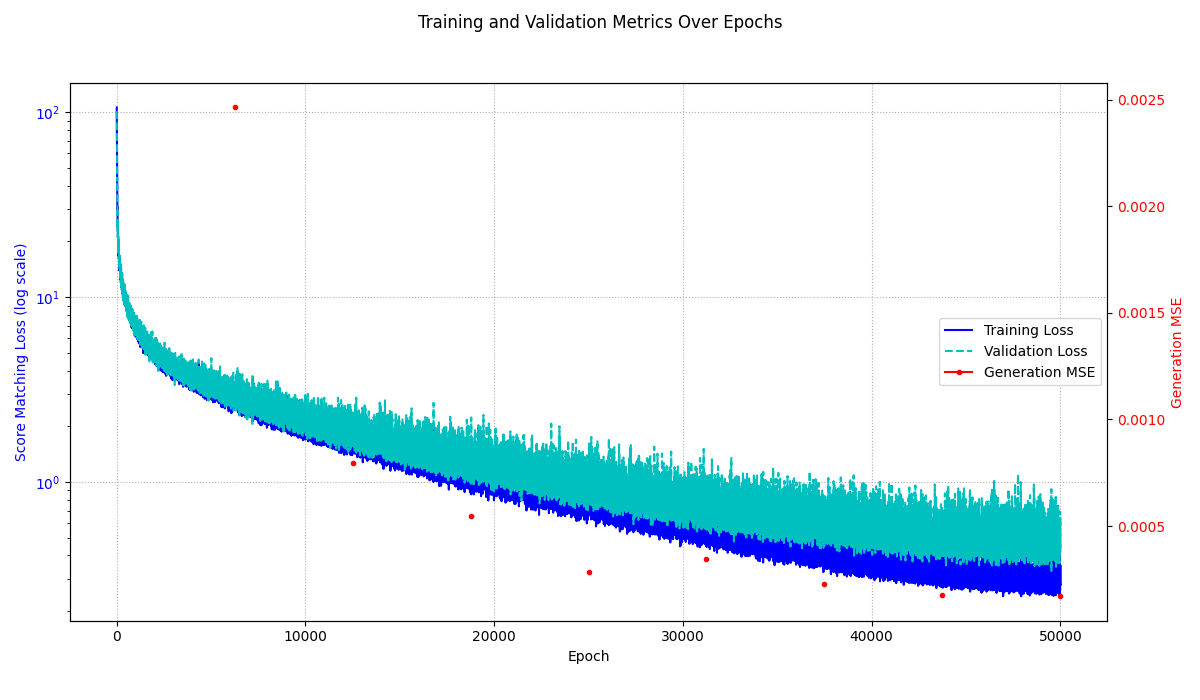 Training and Validation Metrics Over Epochs
Score Matching Loss (log scale)
10²
10¹
10⁰
0.0025
0.0020
0.0015
0.0010
0.0005
Generation MSE
Training Loss
Validation Loss
Generation MSE
0 10000 20000 30000 40000 50000
Epoch